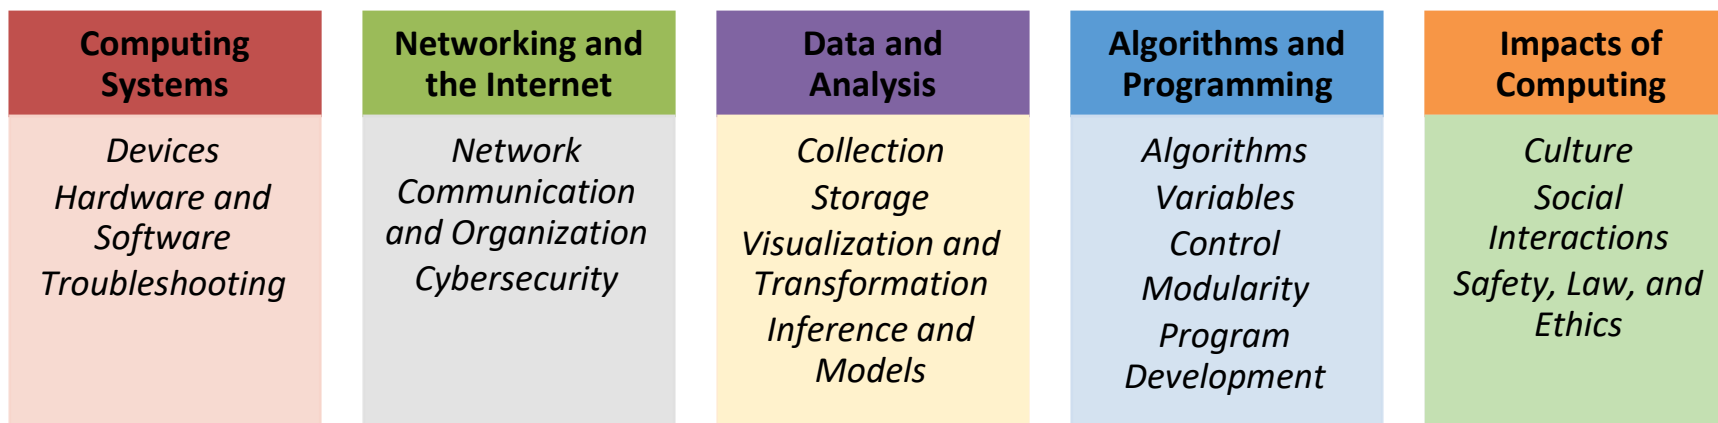 Computing
Systems
Devices
Hardware and
Software
Troubleshooting
Networking and
the Internet
Network
Communication
and Organization
Cybersecurity
Data and
Analysis
Collection
Storage
Visualization and
Transformation
Inference and
Models
Algorithms and
Programming
Algorithms
Variables
Control
Modularity
Program
Development
Impacts of
Computing
Culture
Social
Interactions
Safety, Law, and
Ethics